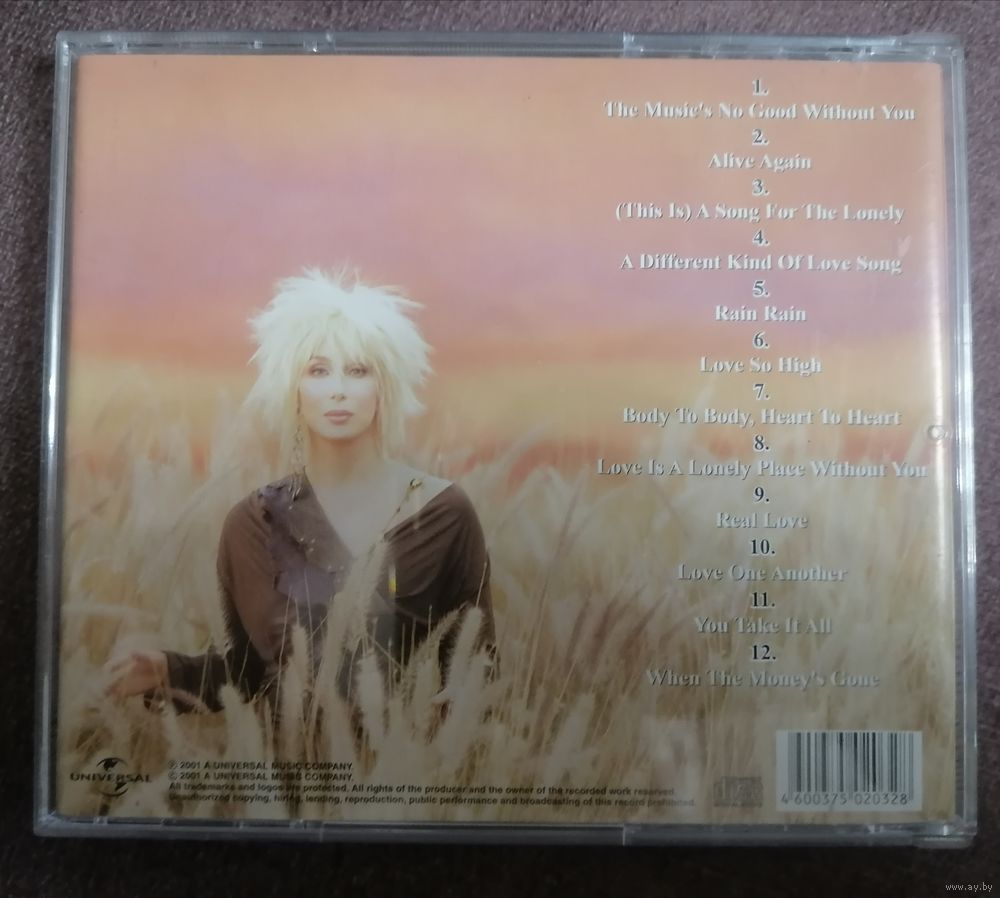 1.
The Music's No Good Without You
2.
Alive Again
3.
(This Is) A Song For The Lonely
4.
A Different Kind Of Love Song
5.
Rain Rain
6.
Love So High
7.
Body To Body, Heart To Heart
8.
Love Is A Lonely Place Without You
9.
Real Love
10.
Love One Another
11.
You Take It All
12.
When The Money's Gone
UNIVERSAL
℗ 2001 A UNIVERSAL MUSIC COMPANY.
© 2001 A UNIVERSAL MUSIC COMPANY.
All trademarks and logos are protected. All rights of the producer and the owner of the recorded work reserved.
Unauthorized copying, hiring, lending, reproduction, public performance and broadcasting of this record prohibited.
4 600375 020328
www.ay.by